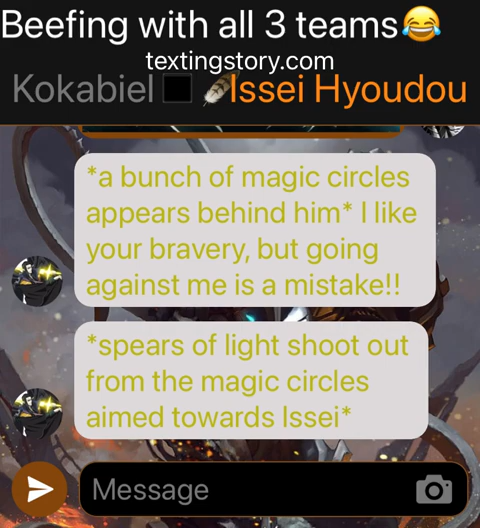 Beefing with all 3 teams😂
textingstory.com
Kokabiel⬛🪶Issei Hyoudou
*a bunch of magic circles
appears behind him* I like
your bravery, but going
against me is a mistake!!
*spears of light shoot out
from the magic circles
aimed towards Issei*
Message